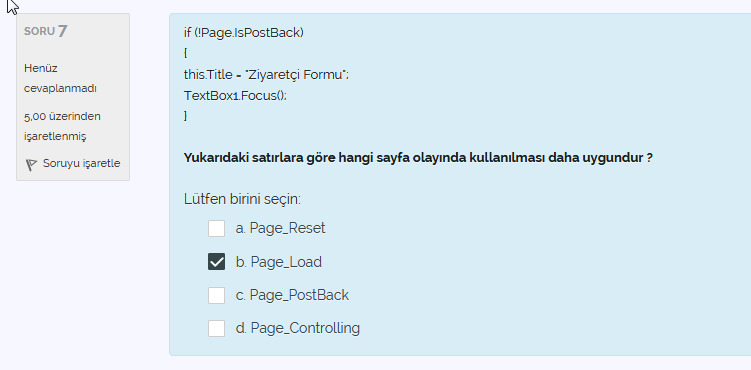 SORU 7
Henüz
cevaplanmadı
5,00 üzerinden
işaretlenmiş
Soruyu işaretle
if (!Page.IsPostBack)
{
this.Title = "Ziyaretçi Formu";
TextBox1.Focus();
}
Yukarıdaki satırlara göre hangi sayfa olayında kullanılması daha uygundur ?
Lütfen birini seçin:
a. Page_Reset
b. Page_Load
c. Page_PostBack
d. Page_Controlling